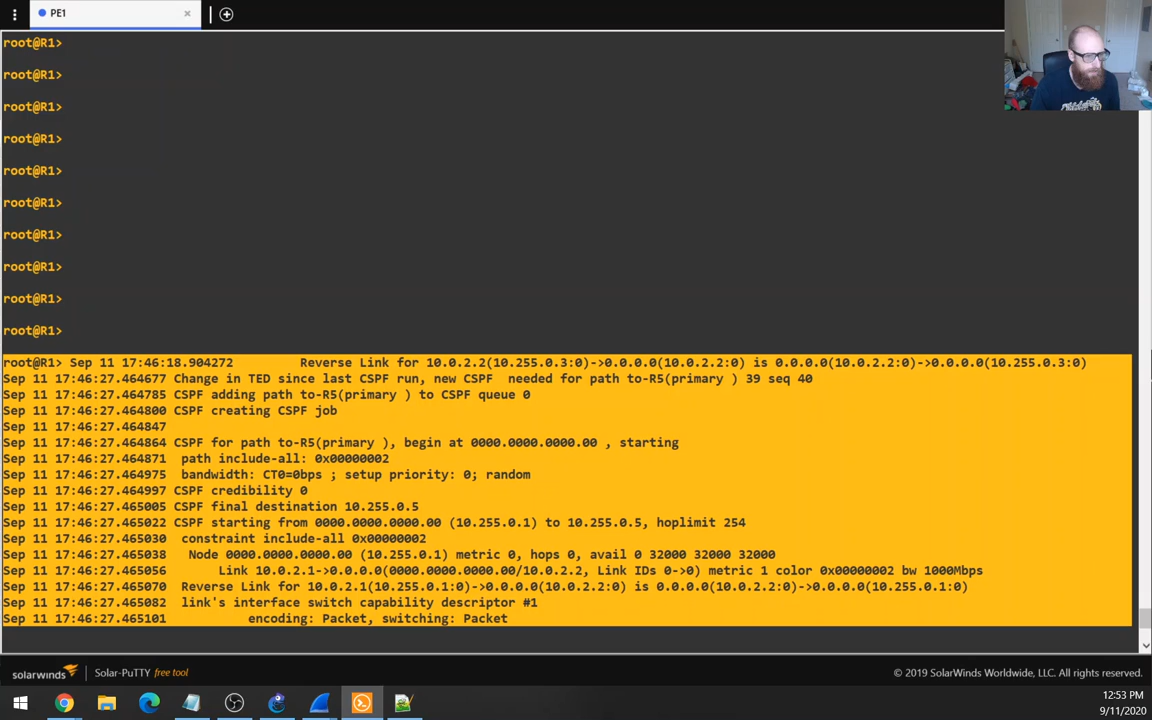 PE1
root@R1>
root@R1>
root@R1>
root@R1>
root@R1>
root@R1>
root@R1>
root@R1>
root@R1>
root@R1>
root@R1> Sep 11 17:46:18.904272 Reverse Link for 10.0.2.2(10.255.0.3:0)->0.0.0.0(10.0.2.2:0) is 0.0.0.0(10.0.2.2:0)->0.0.0.0(10.255.0.3:0)
Sep 11 17:46:27.464677 Change in TED since last CSPF run, new CSPF needed for path to-R5(primary ) 39 seq 40
Sep 11 17:46:27.464785 CSPF adding path to-R5(primary ) to CSPF queue 0
Sep 11 17:46:27.464800 CSPF creating CSPF job
Sep 11 17:46:27.464847
Sep 11 17:46:27.464864 CSPF for path to-R5(primary ), begin at 0000.0000.0000.00 , starting
Sep 11 17:46:27.464871 path include-all: 0x00000002
Sep 11 17:46:27.464975 bandwidth: CT0=0bps ; setup priority: 0; random
Sep 11 17:46:27.464997 CSPF credibility 0
Sep 11 17:46:27.465005 CSPF final destination 10.255.0.5
Sep 11 17:46:27.465022 CSPF starting from 0000.0000.0000.00 (10.255.0.1) to 10.255.0.5, hoplimit 254
Sep 11 17:46:27.465030 constraint include-all 0x00000002
Sep 11 17:46:27.465038 Node 0000.0000.0000.00 (10.255.0.1) metric 0, hops 0, avail 0 32000 32000 32000
Sep 11 17:46:27.465056 Link 10.0.2.1->0.0.0.0(0000.0000.0000.00/10.0.2.2, Link IDs 0->0) metric 1 color 0x00000002 bw 1000Mbps
Sep 11 17:46:27.465070 Reverse Link for 10.0.2.1(10.255.0.1:0)->0.0.0.0(10.0.2.2:0) is 0.0.0.0(10.0.2.2:0)->0.0.0.0(10.255.0.1:0)
Sep 11 17:46:27.465082 link's interface switch capability descriptor #1
Sep 11 17:46:27.465101 encoding: Packet, switching: Packet
solarwinds Solar-PuTTY free tool © 2019 SolarWinds Worldwide, LLC. All rights reserved.
12:53 PM
9/11/2020